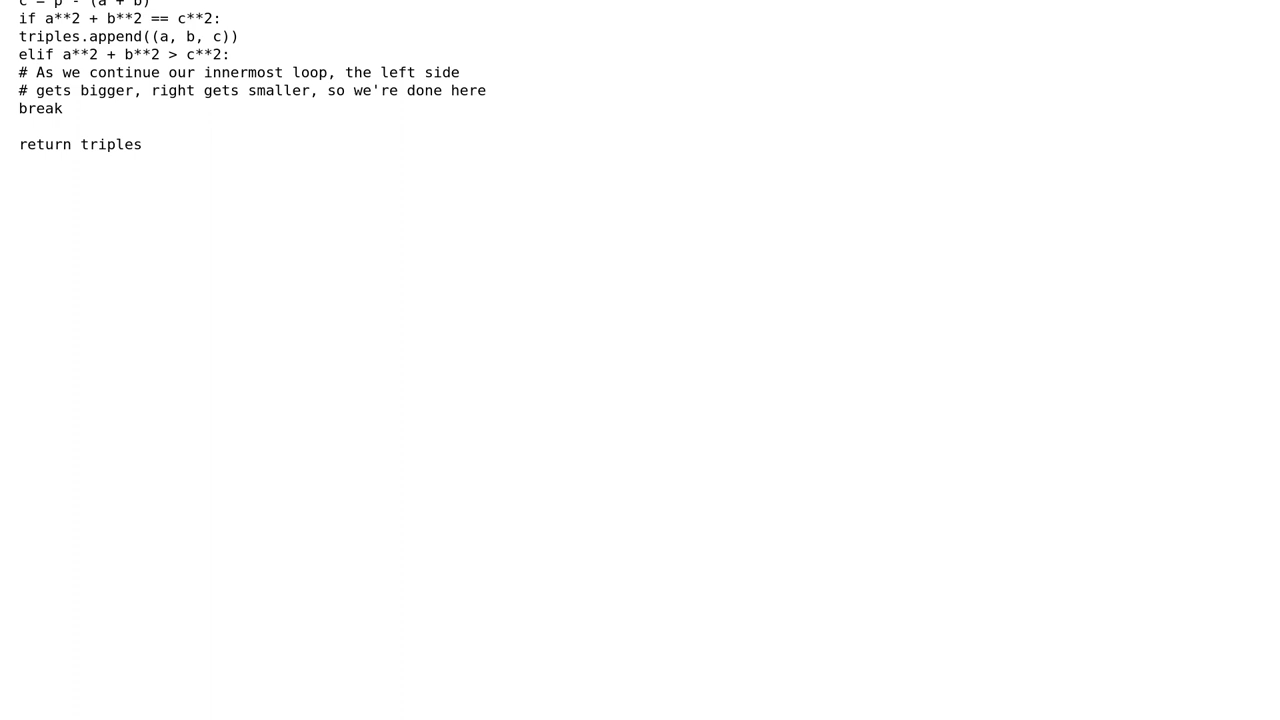 c = p - (a + b)
if a**2 + b**2 == c**2:
triples.append((a, b, c))
elif a**2 + b**2 > c**2:
# As we continue our innermost loop, the left side
# gets bigger, right gets smaller, so we're done here
break

return triples